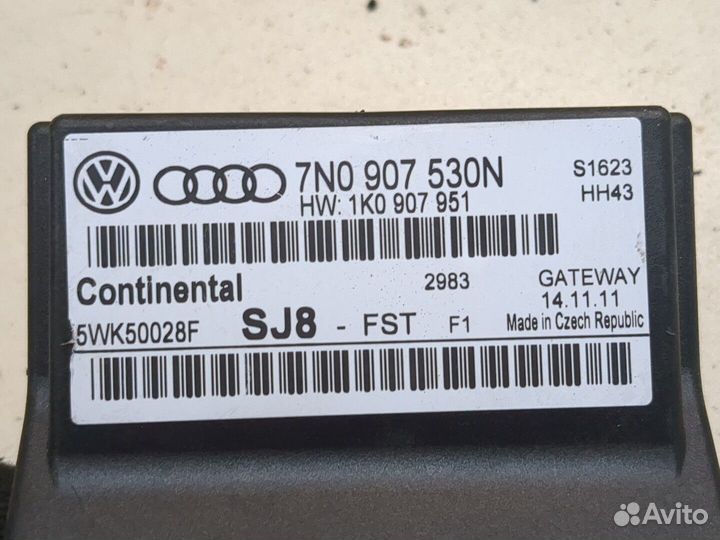 7N0 907 530N
HW: 1K0 907 951
S1623
HH43
Continental
2983
GATEWAY
14.11.11
5WK50028F
SJ8 - FST F1
Made in Czech Republic
Avito